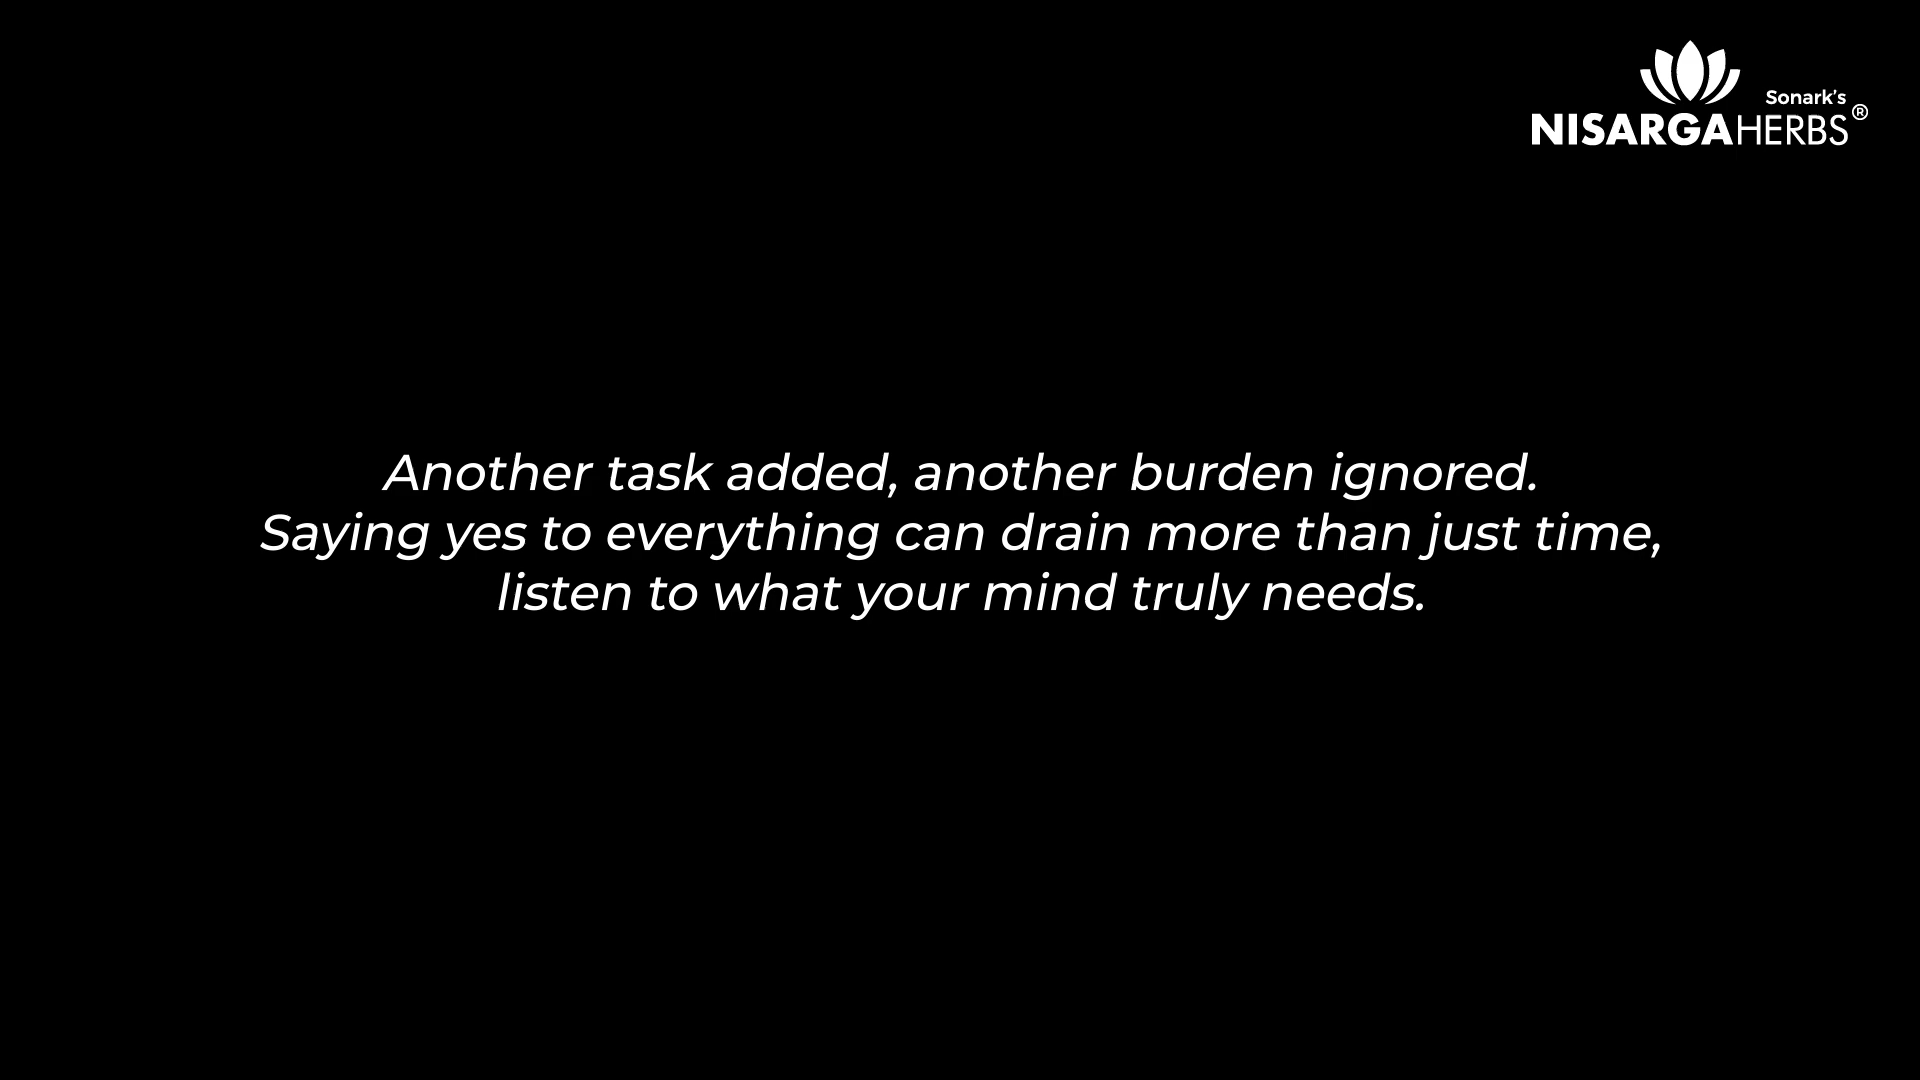 Sonark's
NISARGAHERBS®
Another task added, another burden ignored.
Saying yes to everything can drain more than just time,
listen to what your mind truly needs.